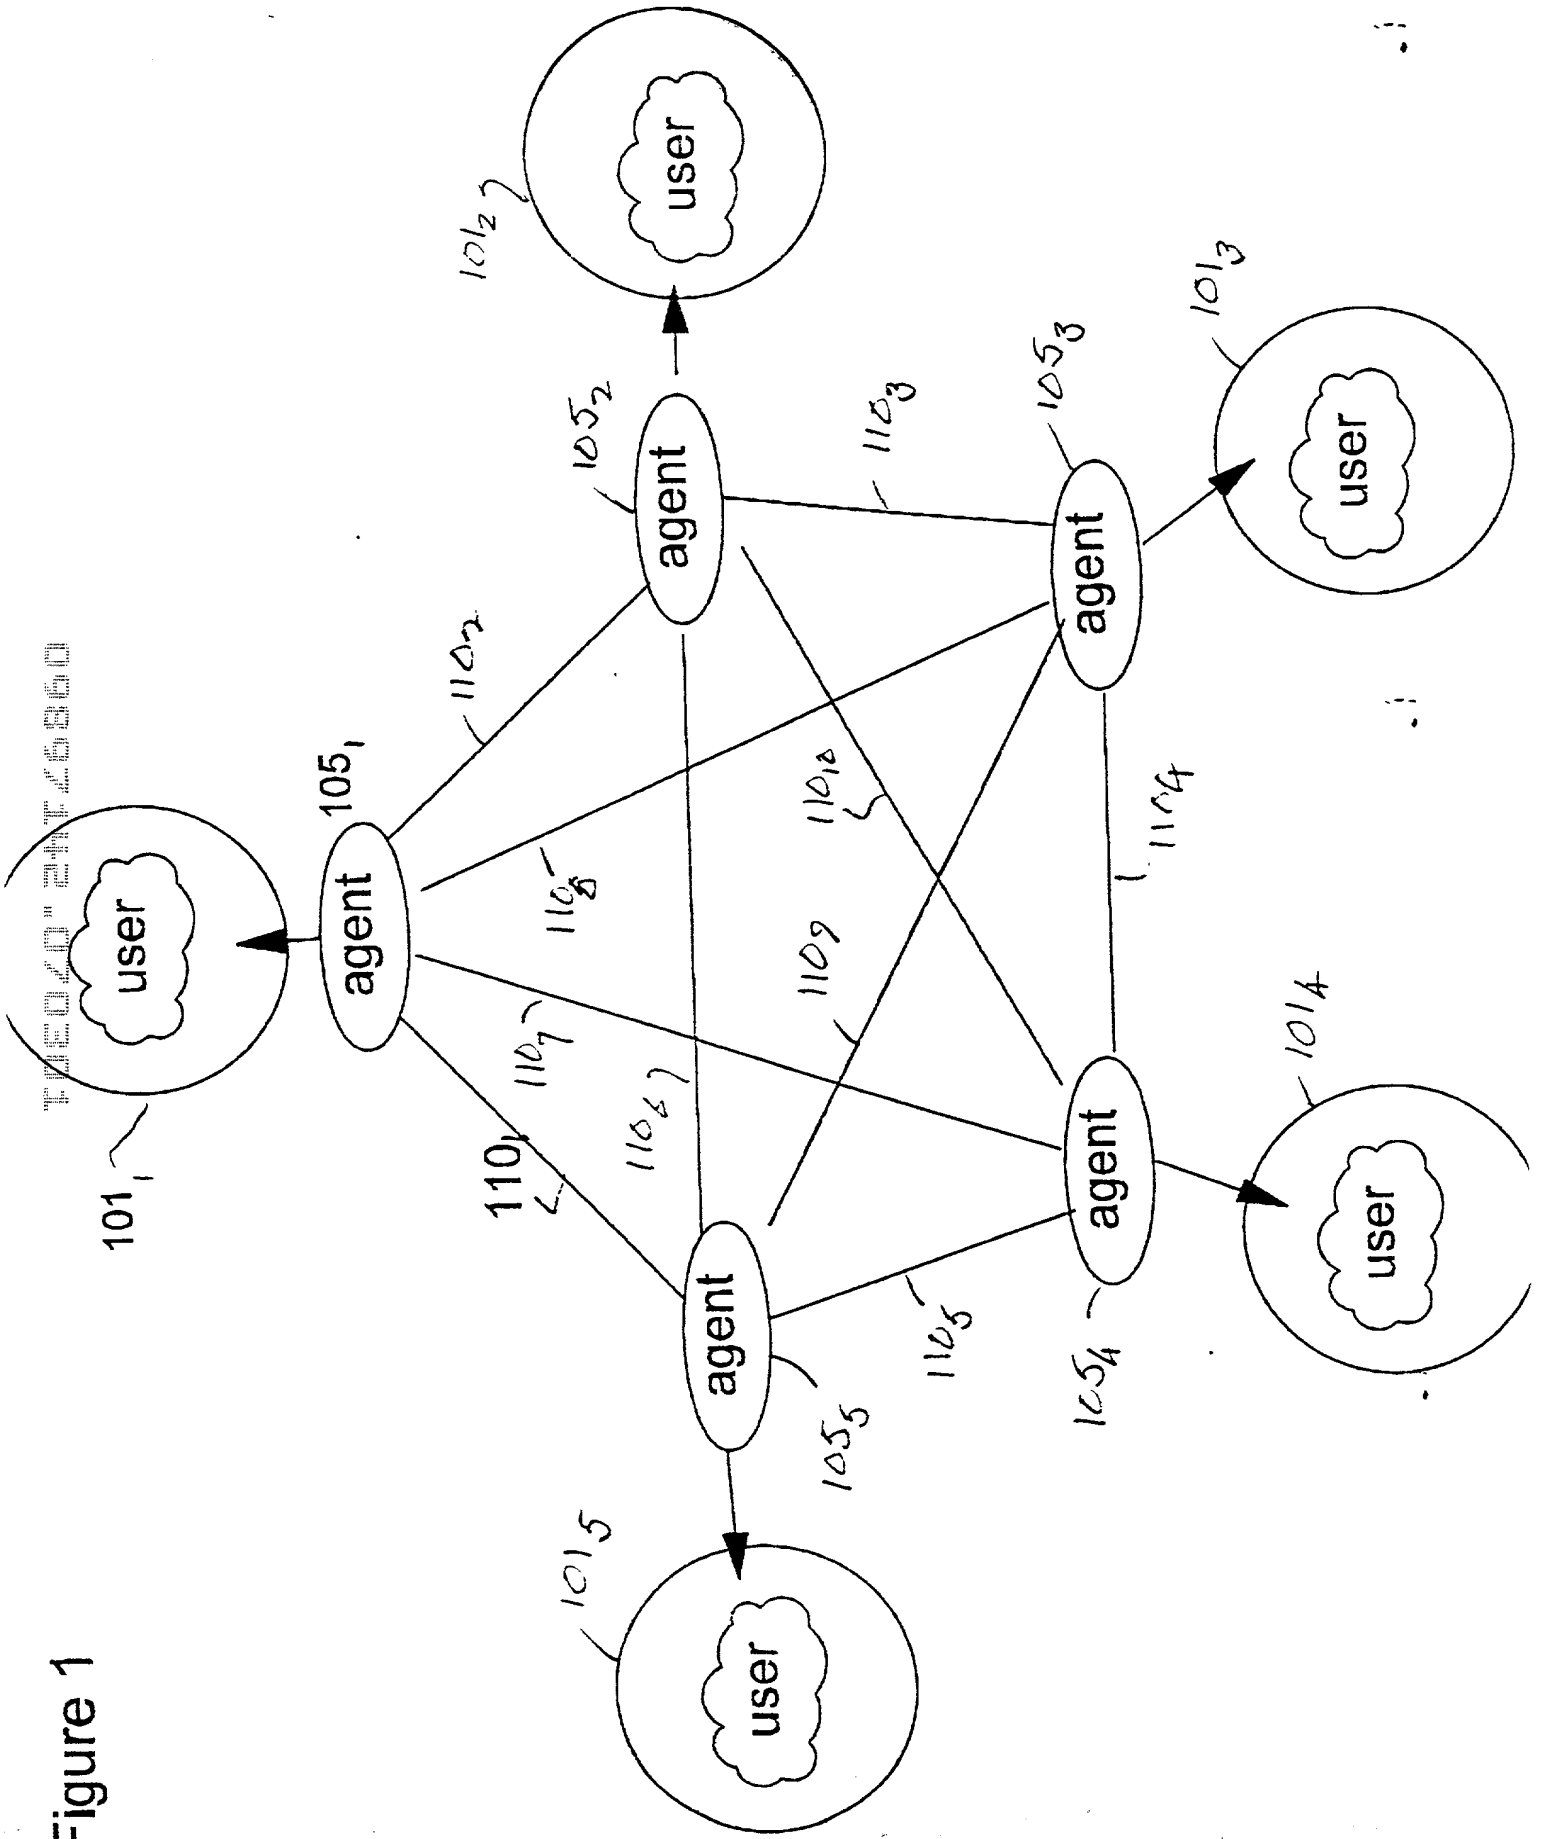 Figure 1
101₁
user
105₁
agent
110₁
110₂
110₇
110₈
110₆
101₂
user
105₂
agent
101₅
user
105₅
agent
110₉
110₁₀
110₃
110₅
110₄
105₃
agent
105₄
agent
101₃
user
101₄
user